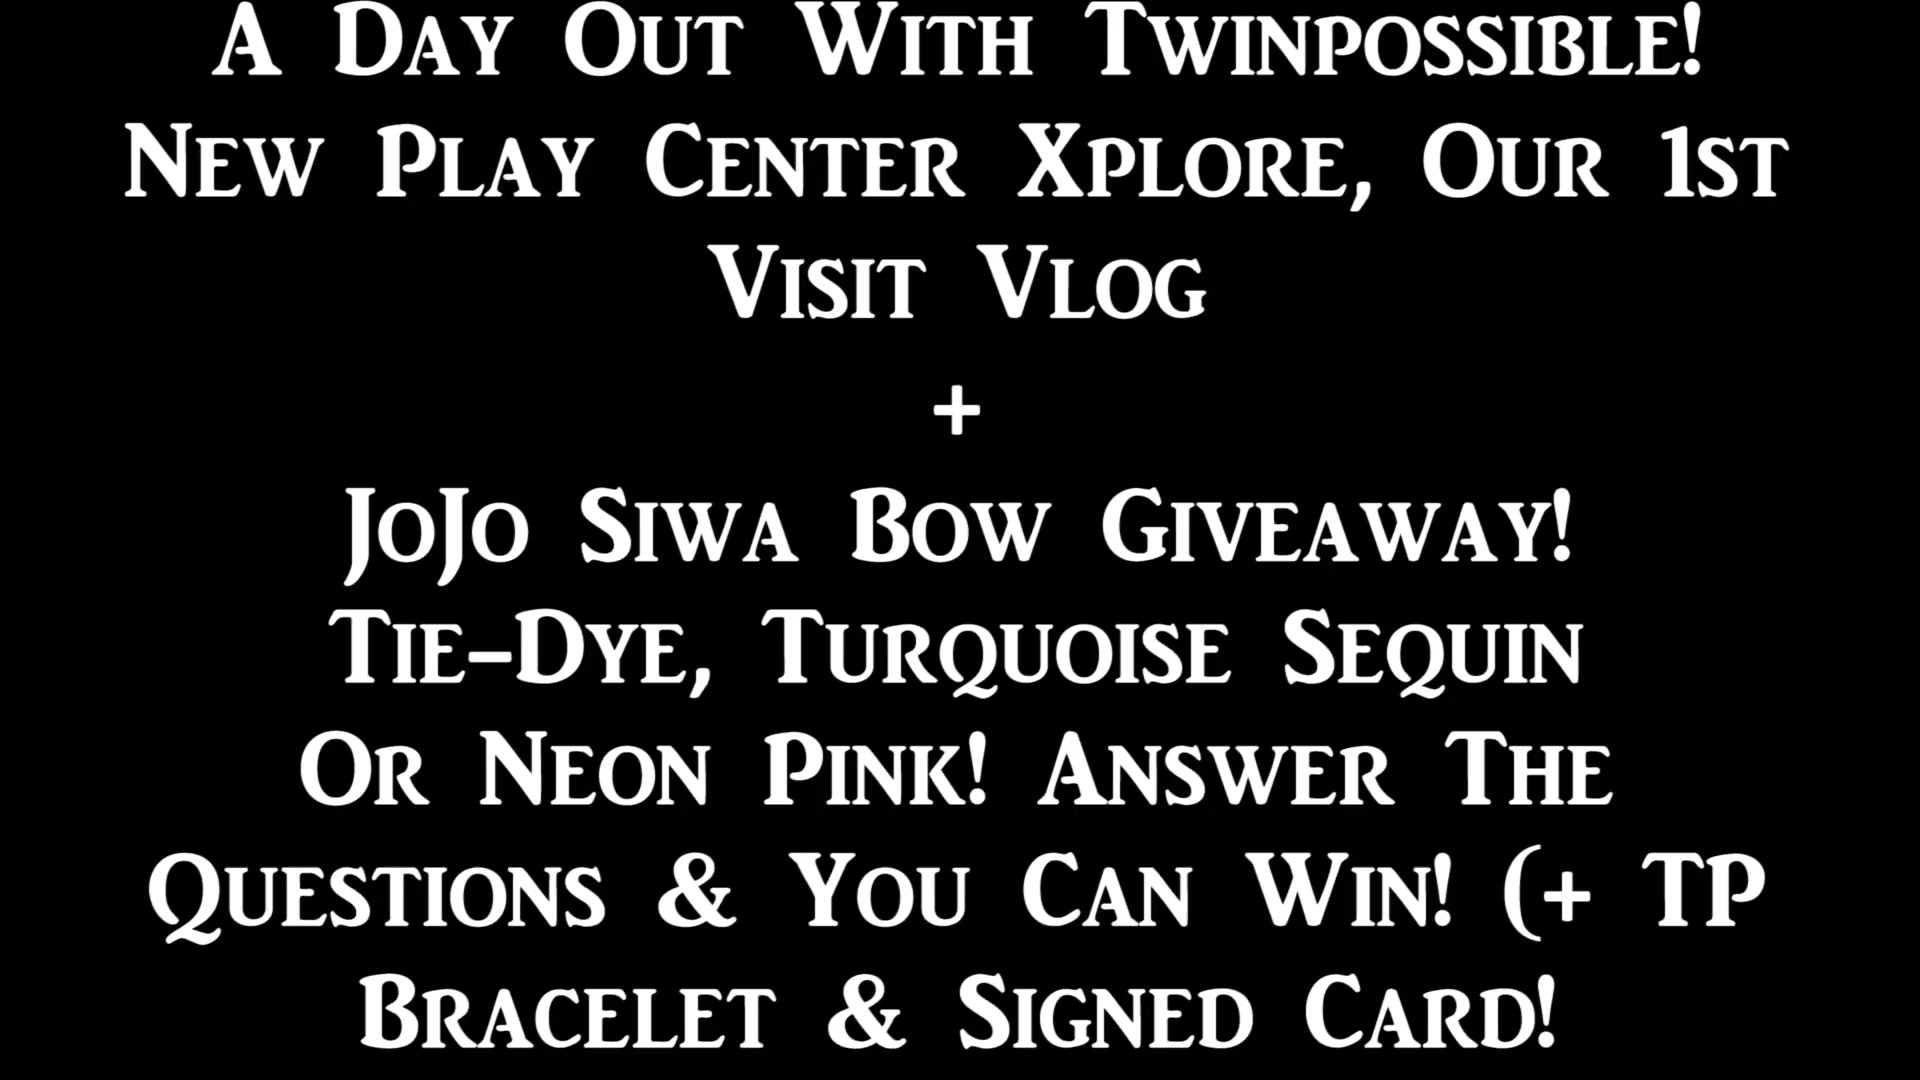 A Day Out With Twinpossible!
New Play Center Xplore, Our 1st
Visit Vlog
+
JoJo Siwa Bow Giveaway!
Tie-Dye, Turquoise Sequin
Or Neon Pink! Answer The
Questions & You Can Win! (+ TP
Bracelet & Signed Card!